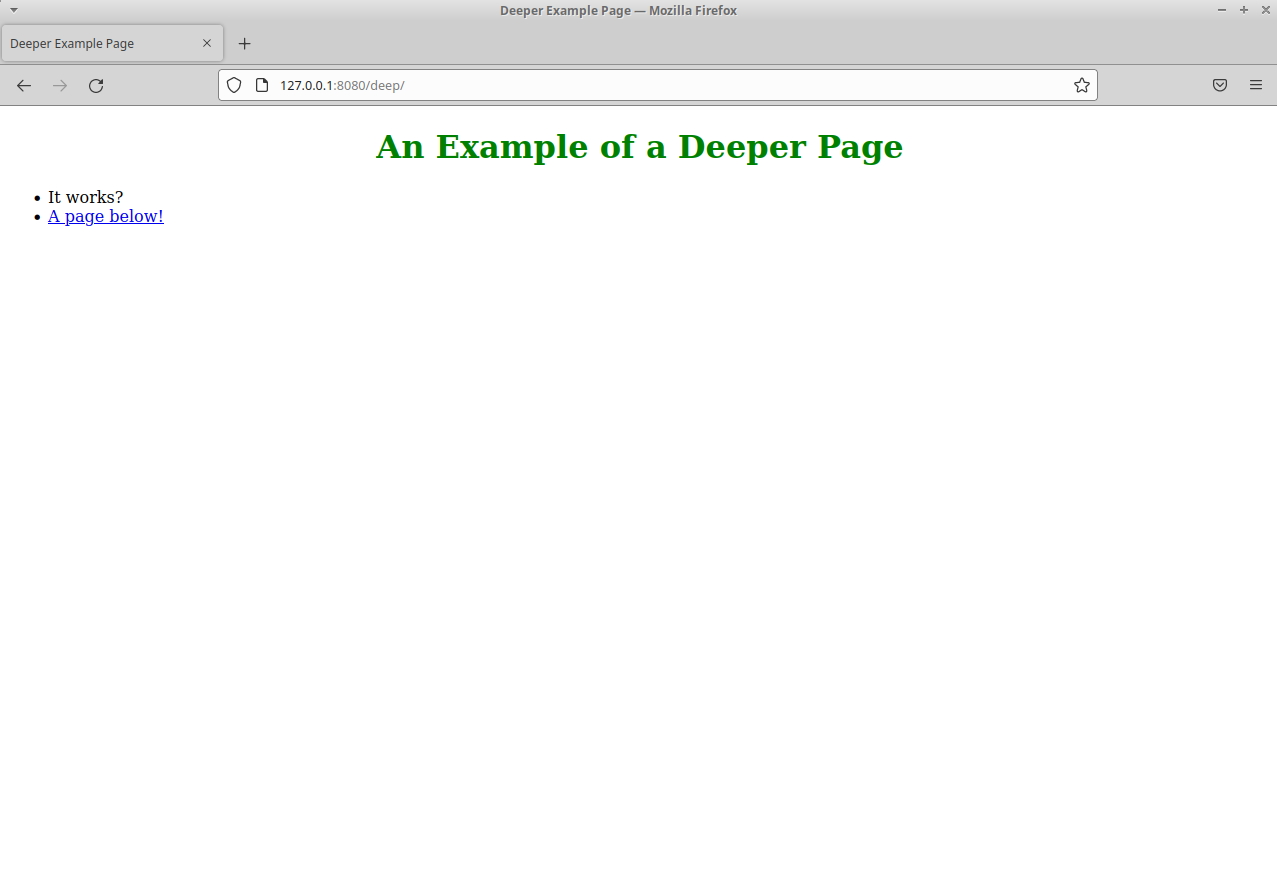 Deeper Example Page — Mozilla Firefox
Deeper Example Page
127.0.0.1:8080/deep/
An Example of a Deeper Page
• It works?
• A page below!